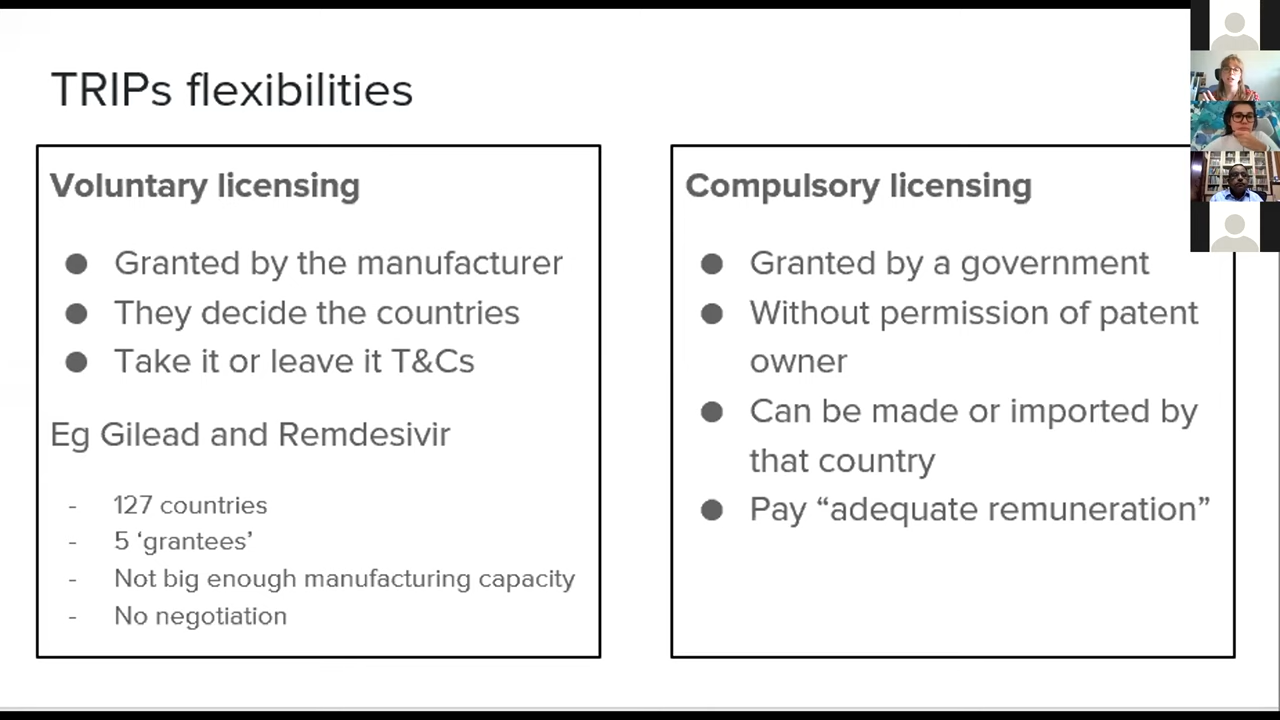 TRIPs flexibilities
Voluntary licensing
● Granted by the manufacturer
● They decide the countries
● Take it or leave it T&Cs
Eg Gilead and Remdesivir
- 127 countries
- 5 ‘grantees’
- Not big enough manufacturing capacity
- No negotiation
Compulsory licensing
● Granted by a government
● Without permission of patent
owner
● Can be made or imported by
that country
● Pay “adequate remuneration”